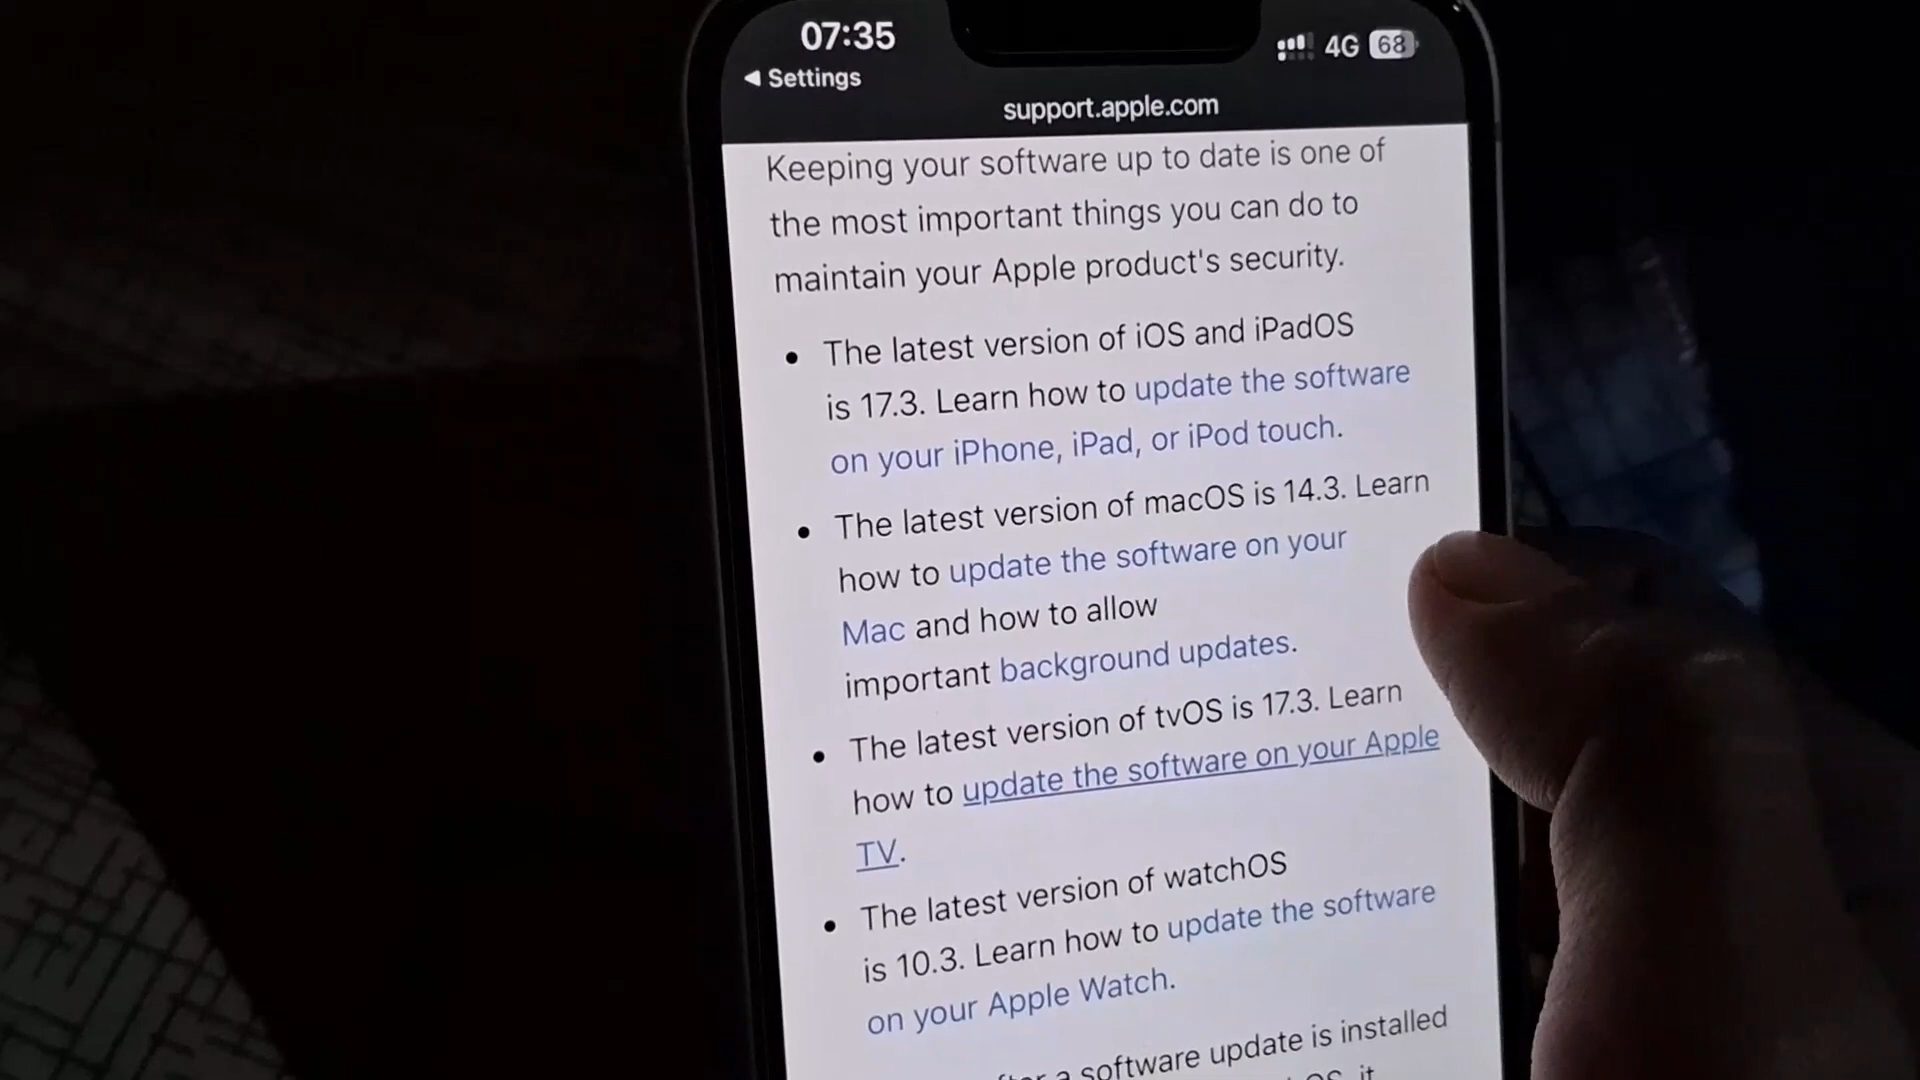 07:35
4G 68
◀ Settings
support.apple.com
Keeping your software up to date is one of
the most important things you can do to
maintain your Apple product's security.
• The latest version of iOS and iPadOS
is 17.3. Learn how to update the software
on your iPhone, iPad, or iPod touch.
• The latest version of macOS is 14.3. Learn
how to update the software on your
Mac and how to allow
important background updates.
• The latest version of tvOS is 17.3. Learn
how to update the software on your Apple
TV.
• The latest version of watchOS
is 10.3. Learn how to update the software
on your Apple Watch.
a software update is installed
it